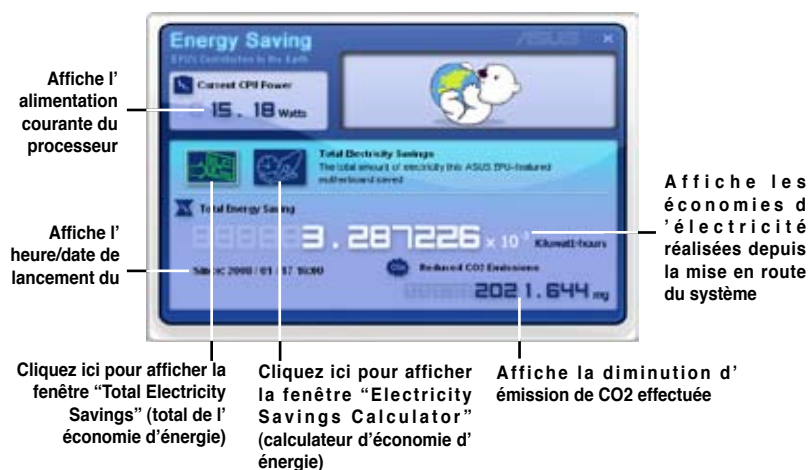 Energy Saving
ASUS
EPU's Contribution to the Earth
Current CPU Power
15.18 Watts
Affiche l'
alimentation
courante du
processeur
Total Electricity Savings
The total amount of electricity this ASUS EPU-featured
motherboard saved
Total Energy Saving
3.287226 x 10⁻³ Kiluwatt-hours
Affiche l'
heure/date de
lancement du
Since: 2008 / 01 / 17 16:00
Reduced CO2 Emissions
2021.644 mg
Affiche les
économies d
'électricité
réalisées depuis
la mise en route
du système
Cliquez ici pour afficher la
fenêtre “Total Electricity
Savings” (total de l'
économie d'énergie)
Cliquez ici pour afficher
la fenêtre “Electricity
Savings Calculator”
(calculateur d'économie d'
énergie)
Affiche la diminution d'
émission de CO2 effectuée